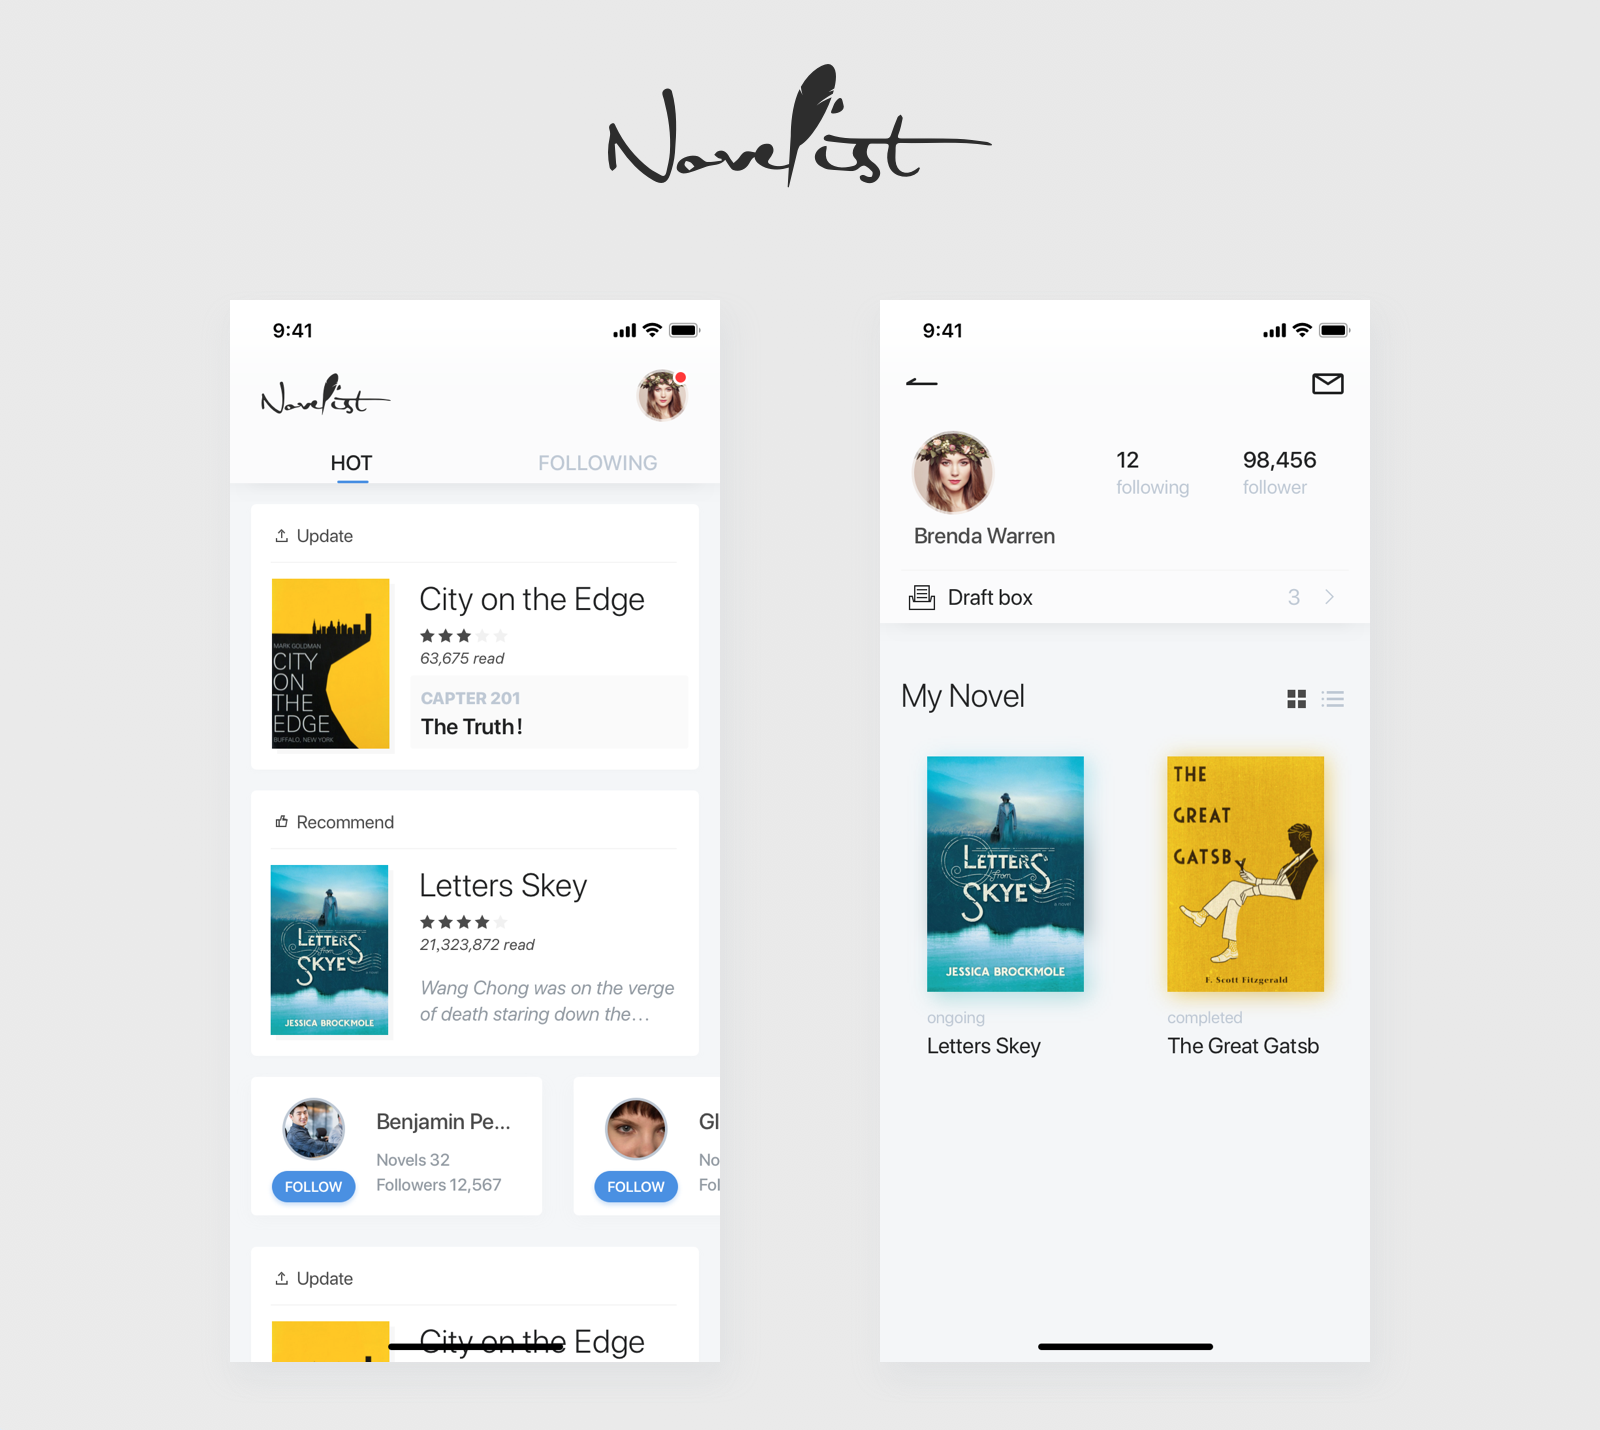 Novelist
9:41
Novelist
HOT
FOLLOWING
Update
MARK GOLDMAN
CITY
ON
THE
EDGE
BUFFALO, NEW YORK
City on the Edge
63,675 read
CAPTER 201
The Truth!
Recommend
LETTERS
from
SKYE
a novel
JESSICA BROCKMOLE
Letters Skey
21,323,872 read
Wang Chong was on the verge
of death staring down the...
FOLLOW
Benjamin Pe...
Novels 32
Followers 12,567
FOLLOW
Gl
No
Fol
Update
City on the Edge
9:41
12
following
98,456
follower
Brenda Warren
Draft box
3
My Novel
LETTERS
from
SKYE
a novel
JESSICA BROCKMOLE
ongoing
Letters Skey
THE
GREAT
GATSBY
F. Scott Fitzgerald
completed
The Great Gatsb